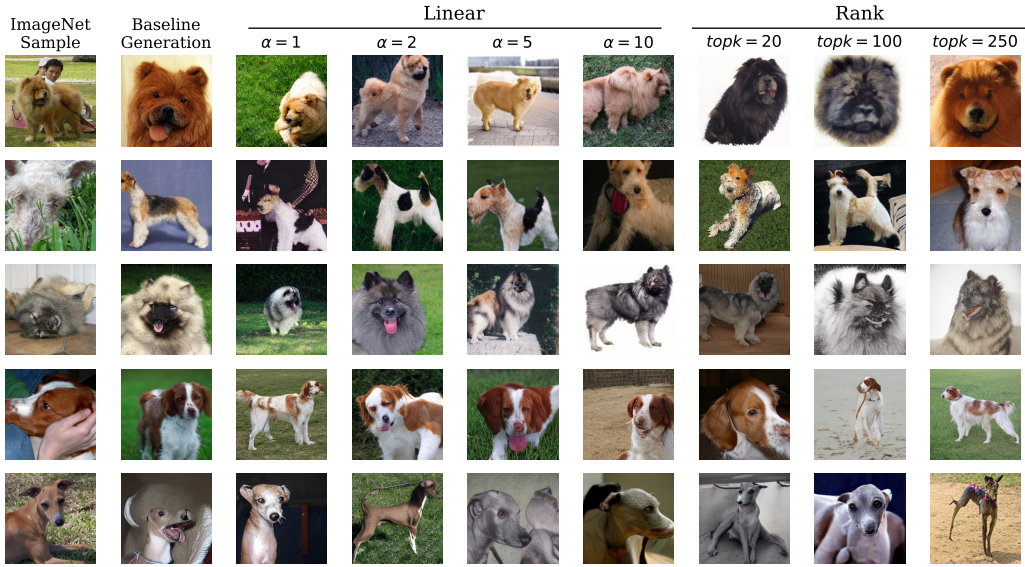 ImageNet
Sample
Baseline
Generation
Linear
α = 1
α = 2
α = 5
α = 10
Rank
topk = 20
topk = 100
topk = 250